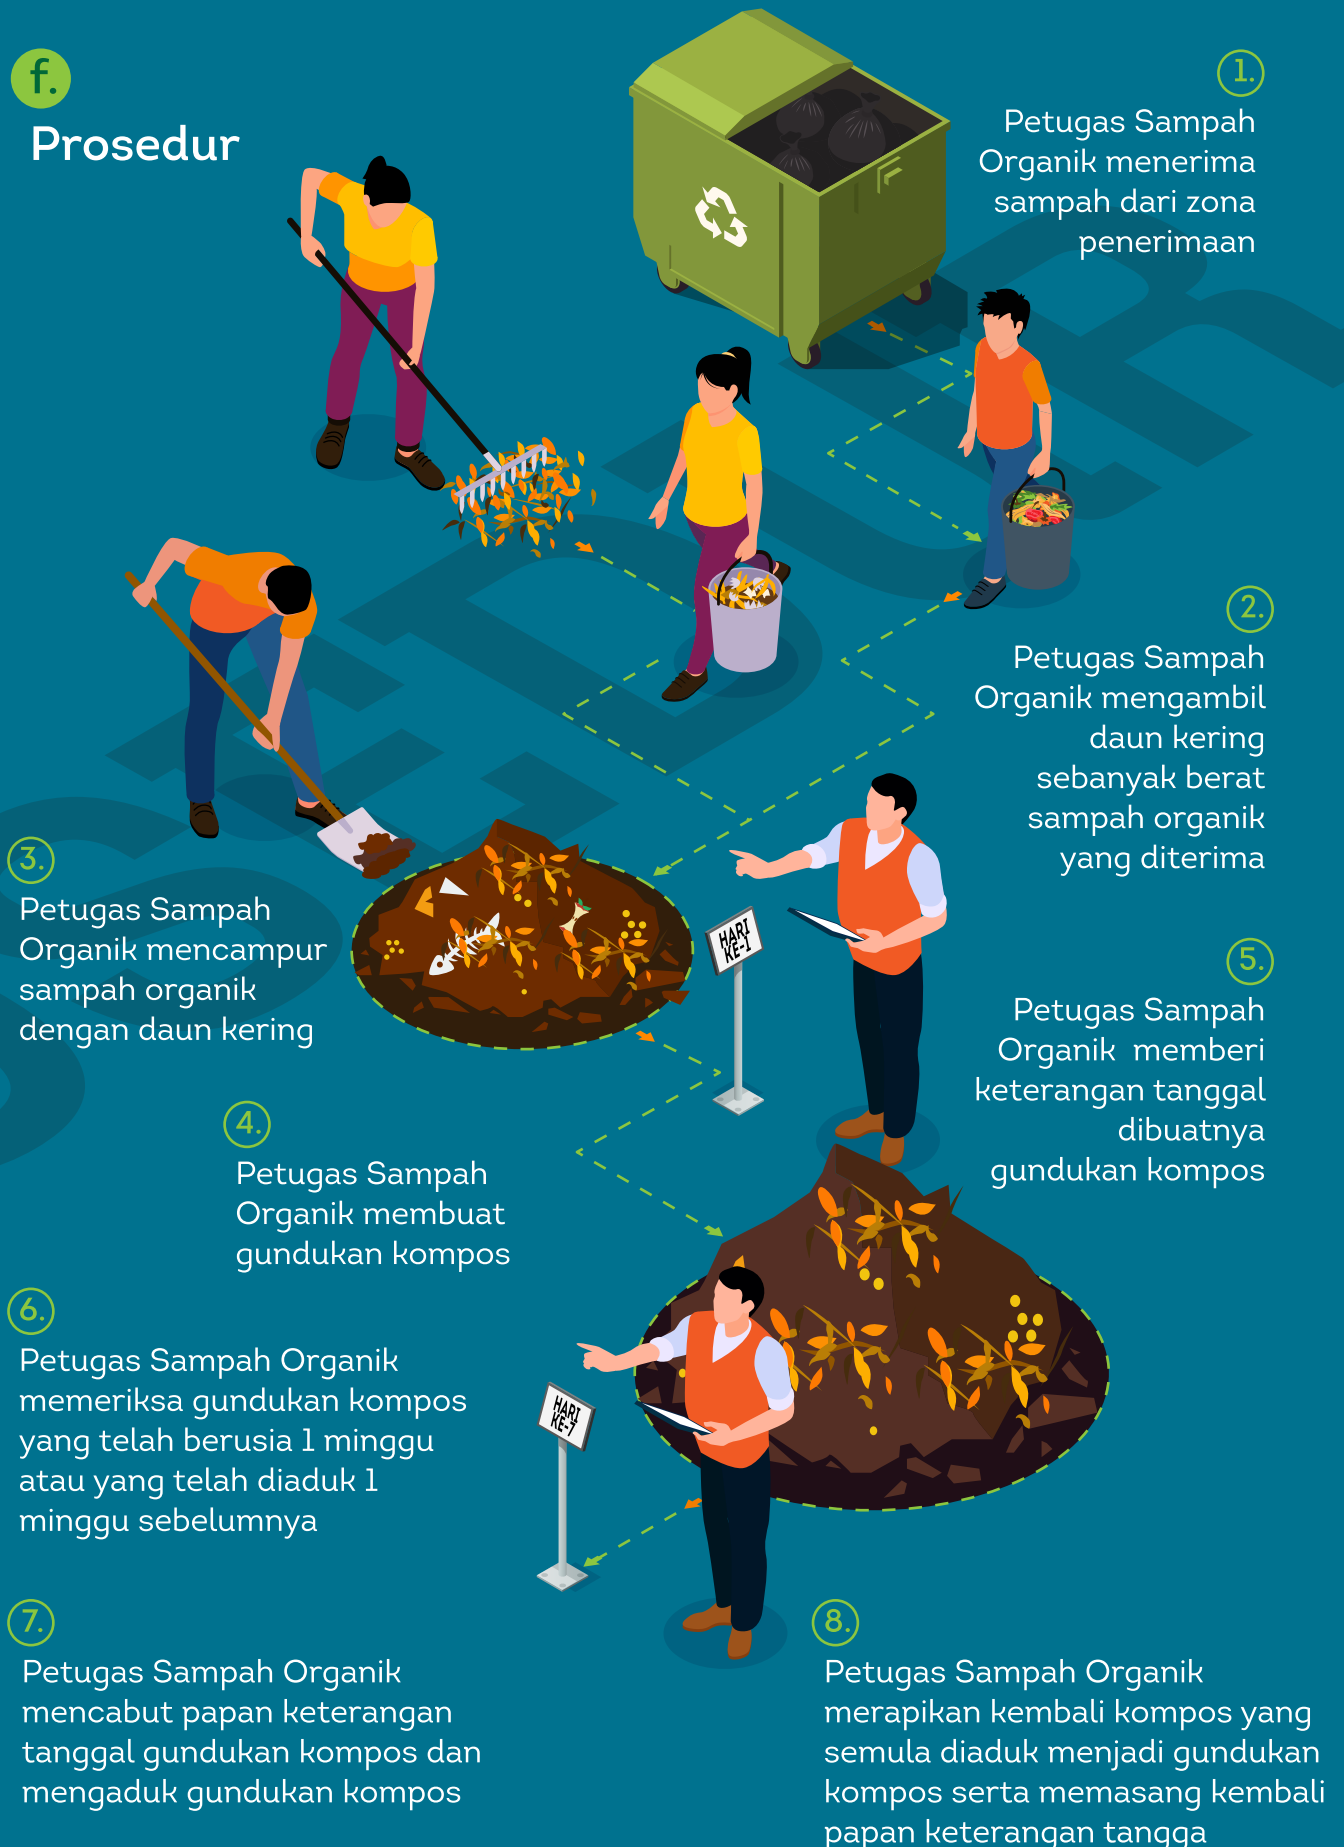 f.
Prosedur
1.
Petugas Sampah
Organik menerima
sampah dari zona
penerimaan
2.
Petugas Sampah
Organik mengambil
daun kering
sebanyak berat
sampah organik
yang diterima
3.
Petugas Sampah
Organik mencampur
sampah organik
dengan daun kering
HARI
KE-1
4.
Petugas Sampah
Organik membuat
gundukan kompos
5.
Petugas Sampah
Organik memberi
keterangan tanggal
dibuatnya
gundukan kompos
6.
Petugas Sampah Organik
memeriksa gundukan kompos
yang telah berusia 1 minggu
atau yang telah diaduk 1
minggu sebelumnya
HARI
KE-7
7.
Petugas Sampah Organik
mencabut papan keterangan
tanggal gundukan kompos dan
mengaduk gundukan kompos
8.
Petugas Sampah Organik
merapikan kembali kompos yang
semula diaduk menjadi gundukan
kompos serta memasang kembali
papan keterangan tangga